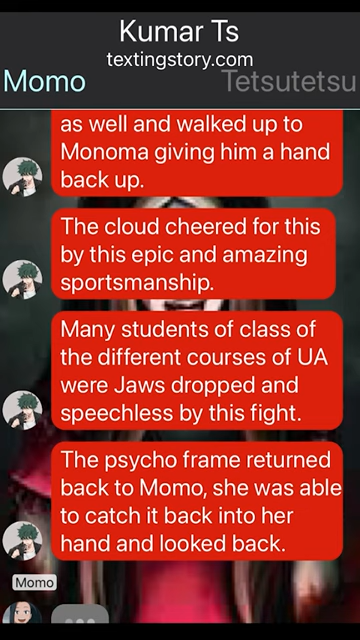 Kumar Ts
textingstory.com
Momo
Tetsutetsu
as well and walked up to
Monoma giving him a hand
back up.
The cloud cheered for this
by this epic and amazing
sportsmanship.
Many students of class of
the different courses of UA
were Jaws dropped and
speechless by this fight.
The psycho frame returned
back to Momo, she was able
to catch it back into her
hand and looked back.
Momo